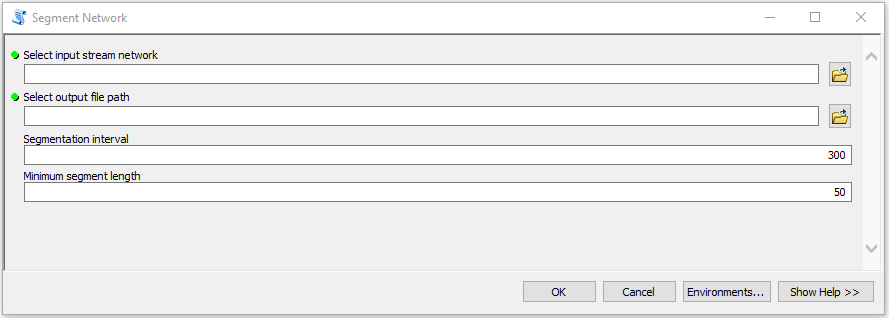 Segment Network
Select input stream network
Select output file path
Segmentation interval
300
Minimum segment length
50
OK Cancel Environments... Show Help >>